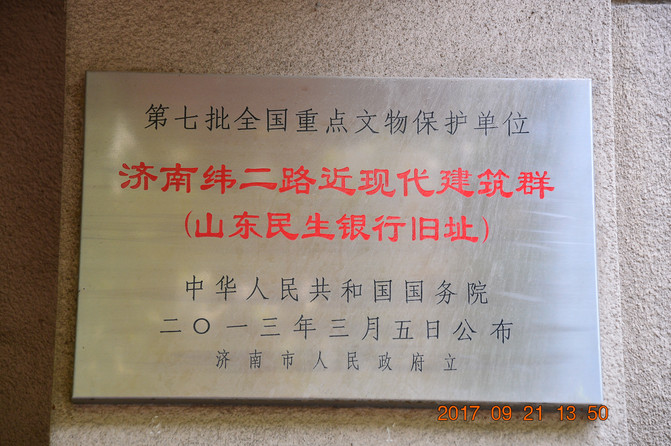 第七批全国重点文物保护单位
济南纬二路近现代建筑群
(山东民生银行旧址)
中华人民共和国国务院
二〇一三年三月五日公布
济南市人民政府立
2017 09 21 13 50